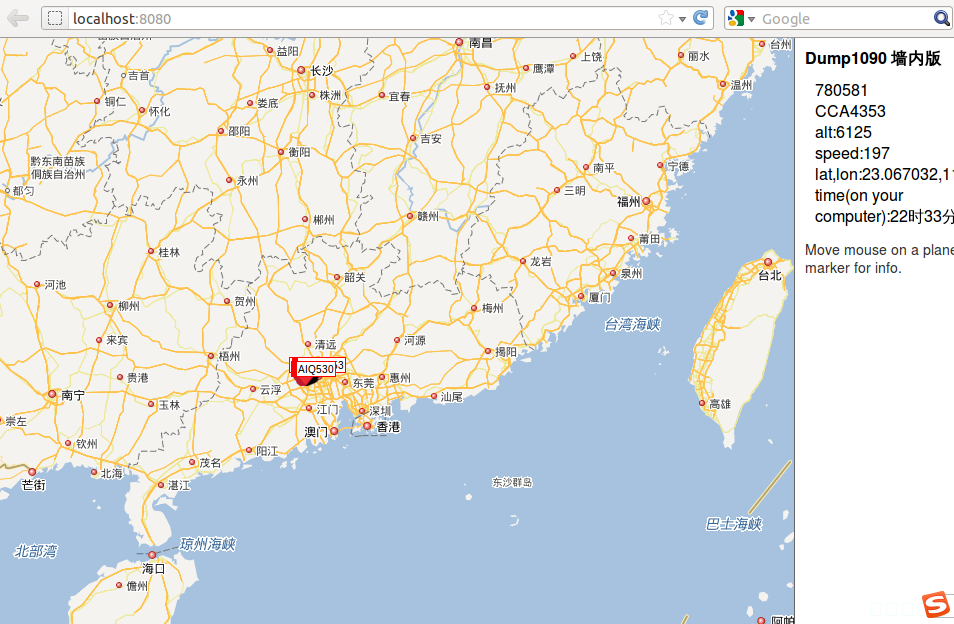 localhost:8080
Google
Dump1090 墙内版
780581
CCA4353
alt:6125
speed:197
lat,lon:23.067032,11
time(on your
computer):22时33分
Move mouse on a plane
marker for info.
南昌
台州
益阳
上饶
丽水
吉首
长沙
鹰潭
温州
铜仁
怀化
娄底
株洲
宜春
抚州
邵阳
吉安
衡阳
黔东南苗族
侗族自治州
都匀
永州
南平
宁德
三明
福州
郴州
赣州
莆田
桂林
龙岩
泉州
台北
河池
韶关
厦门
柳州
贺州
梅州
台湾海峡
来宾
清远
河源
梧州
揭阳
AIQ530
3
贵港
云浮
东莞
惠州
南宁
玉林
汕尾
高雄
江门
深圳
崇左
澳门
香港
钦州
阳江
茂名
北海
芒街
湛江
东沙群岛
巴士海峡
北部湾
琼州海峡
海口
儋州
阿帕
S